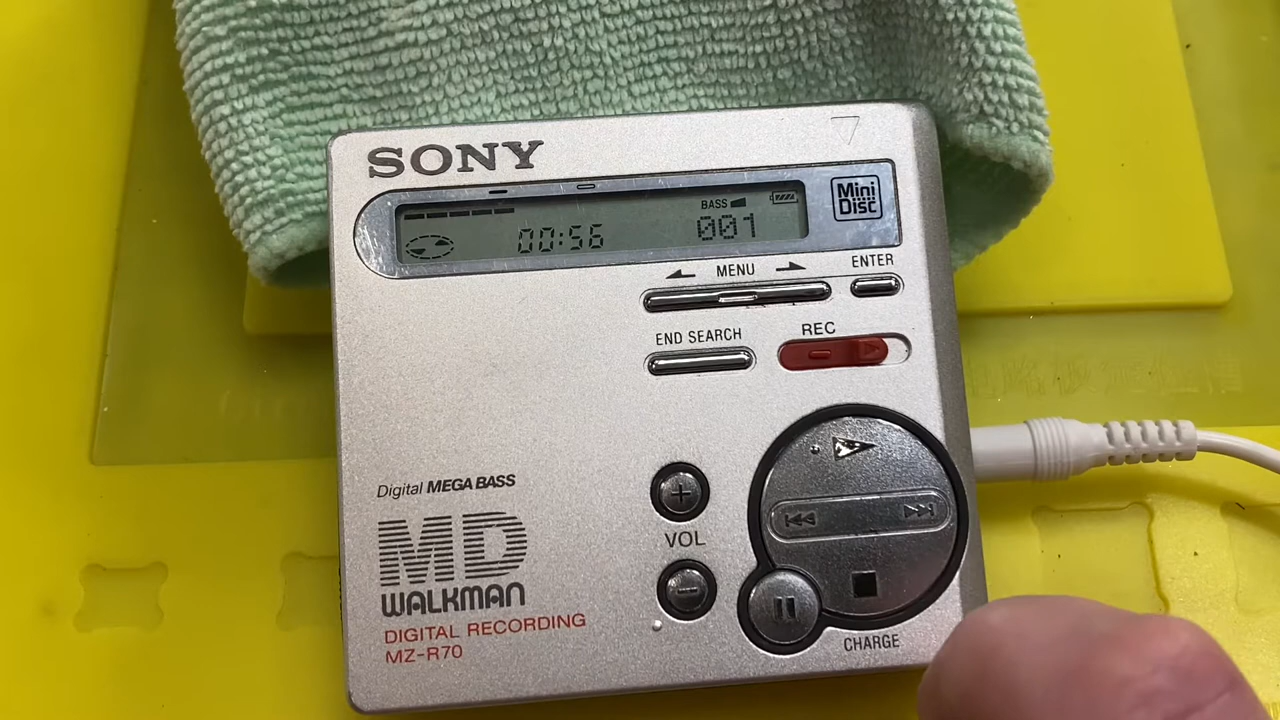 SONY
Mini
Disc
BASS
00:56 001
MENU ENTER
END SEARCH REC
Digital MEGA BASS
MD
WALKMAN
DIGITAL RECORDING
MZ-R70
VOL
CHARGE